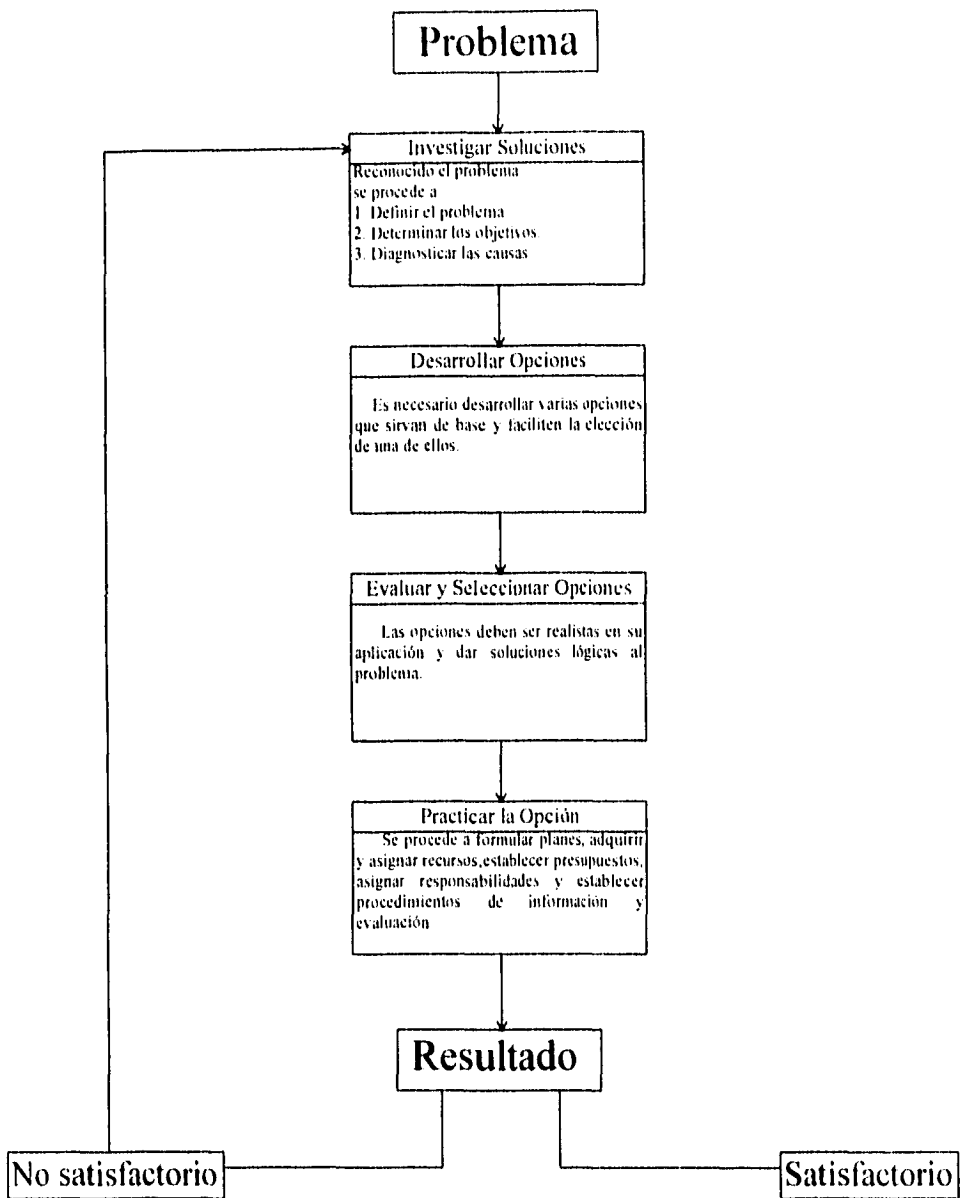 Problema
Investigar Soluciones
Reconocido el problema
se procede a
1. Definir el problema
2. Determinar los objetivos.
3. Diagnosticar las causas
Desarrollar Opciones
Es necesario desarrollar varias opciones
que sirvan de base y faciliten la elección
de una de ellos.
Evaluar y Seleccionar Opciones
Las opciones deben ser realistas en su
aplicación y dar soluciones lógicas al
problema.
Practicar la Opción
Se procede a formular planes, adquirir
y asignar recursos,establecer presupuestos,
asignar responsabilidades y establecer
procedimientos de información y
evaluación
Resultado
No satisfactorio
Satisfactorio